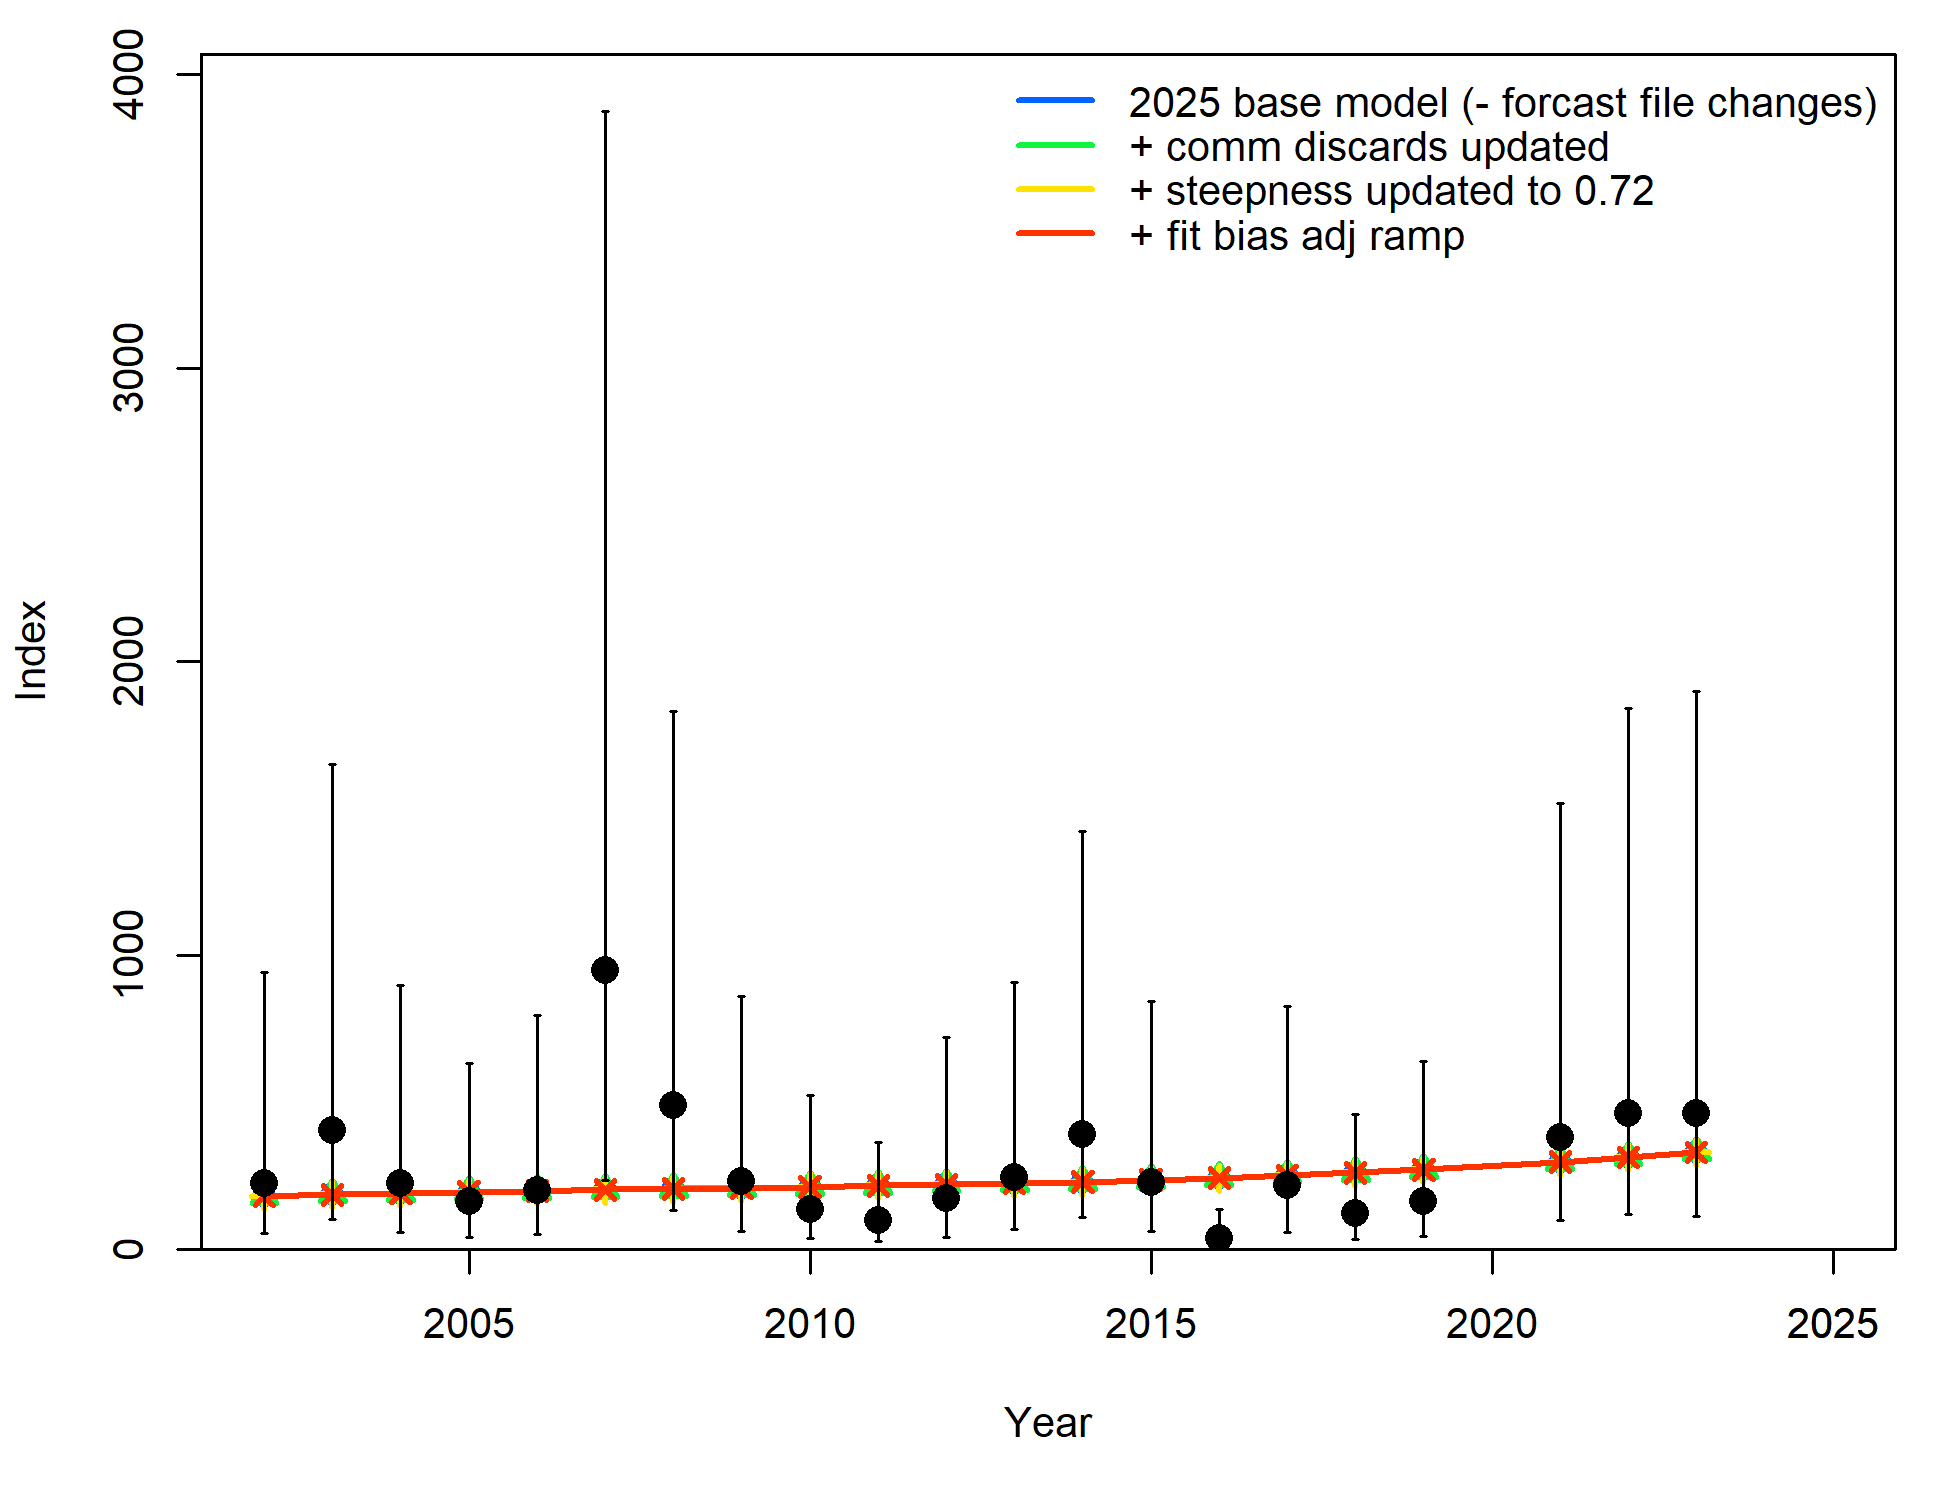 4000
3000
2000
1000
0
Index
2025 base model (- forcast file changes)
+ comm discards updated
+ steepness updated to 0.72
+ fit bias adj ramp
2005 2010 2015 2020 2025
Year